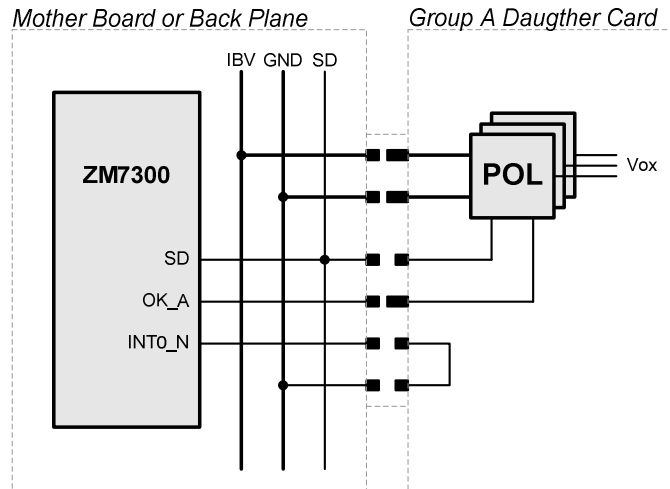 Mother Board or Back Plane
Group A Daugther Card
IBV GND SD
ZM7300
POL
Vox
SD
OK_A
INT0_N